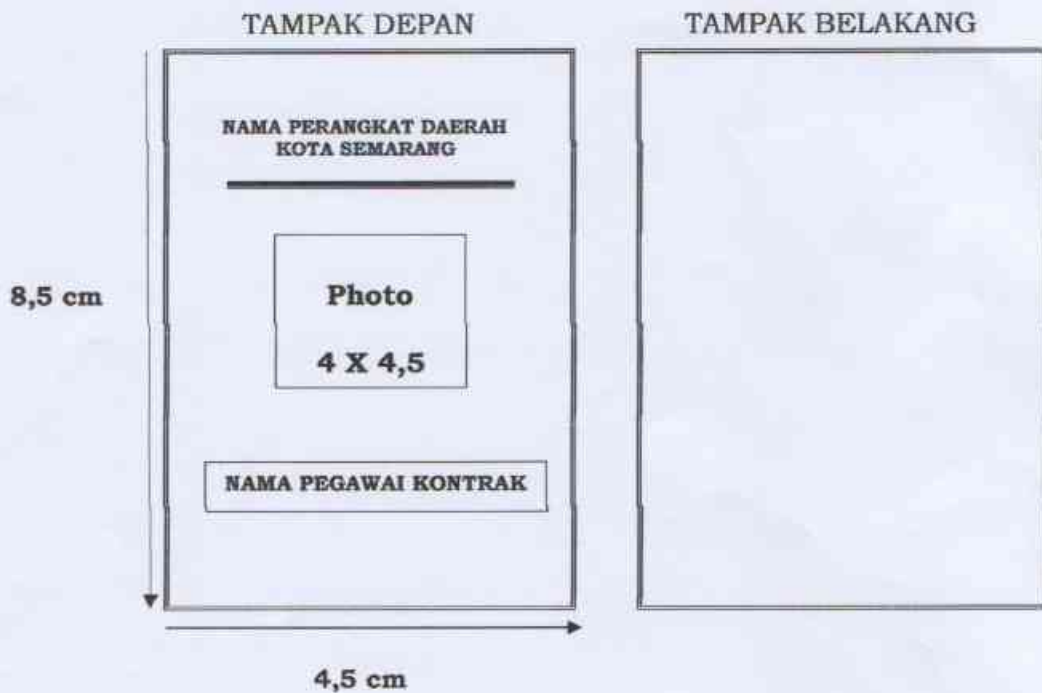 TAMPAK DEPAN
TAMPAK BELAKANG
NAMA PERANGKAT DAERAH
KOTA SEMARANG
8,5 cm
Photo
4 X 4,5
NAMA PEGAWAI KONTRAK
4,5 cm